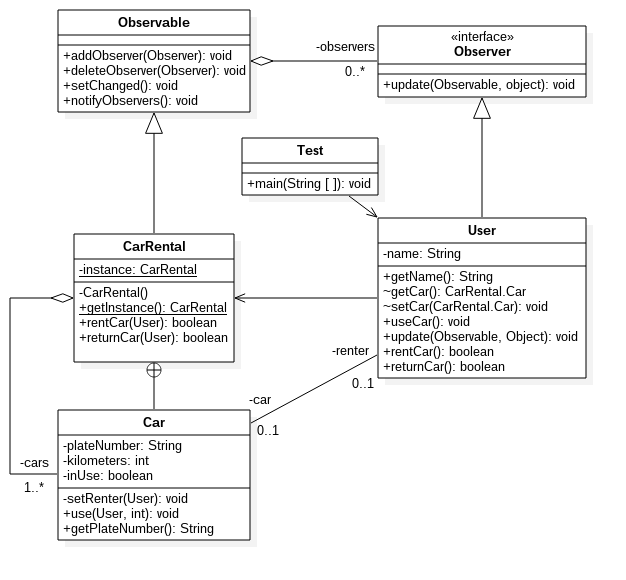 Observable
+addObserver(Observer): void
+deleteObserver(Observer): void
+setChanged(): void
+notifyObservers(): void
-observers
0..*
«interface»
Observer
+update(Observable, object): void
Test
+main(String [ ]): void
CarRental
-instance: CarRental
-CarRental()
+getInstance(): CarRental
+rentCar(User): boolean
+returnCar(User): boolean
User
-name: String
+getName(): String
~getCar(): CarRental.Car
~setCar(CarRental.Car): void
+useCar(): void
+update(Observable, Object): void
+rentCar(): boolean
+returnCar(): boolean
-renter
0..1
-car
0..1
Car
-plateNumber: String
-kilometers: int
-inUse: boolean
-setRenter(User): void
+use(User, int): void
+getPlateNumber(): String
-cars
1..*